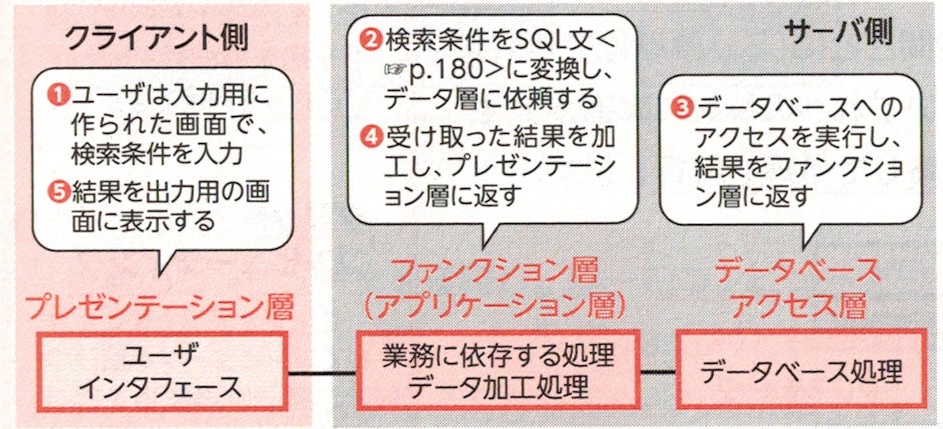 クライアント側
❶ユーザは入力用に
作られた画面で、
検索条件を入力
❺結果を出力用の画
面に表示する
プレゼンテーション層
ユーザ
インタフェース
サーバ側
❷検索条件をSQL文<
☞p.180>に変換し、
データ層に依頼する
❹受け取った結果を加
工し、プレゼンテーシ
ョン層に返す
ファンクション層
(アプリケーション層)
業務に依存する処理
データ加工処理
❸データベースへの
アクセスを実行し、
結果をファンクショ
ン層に返す
データベース
アクセス層
データベース処理